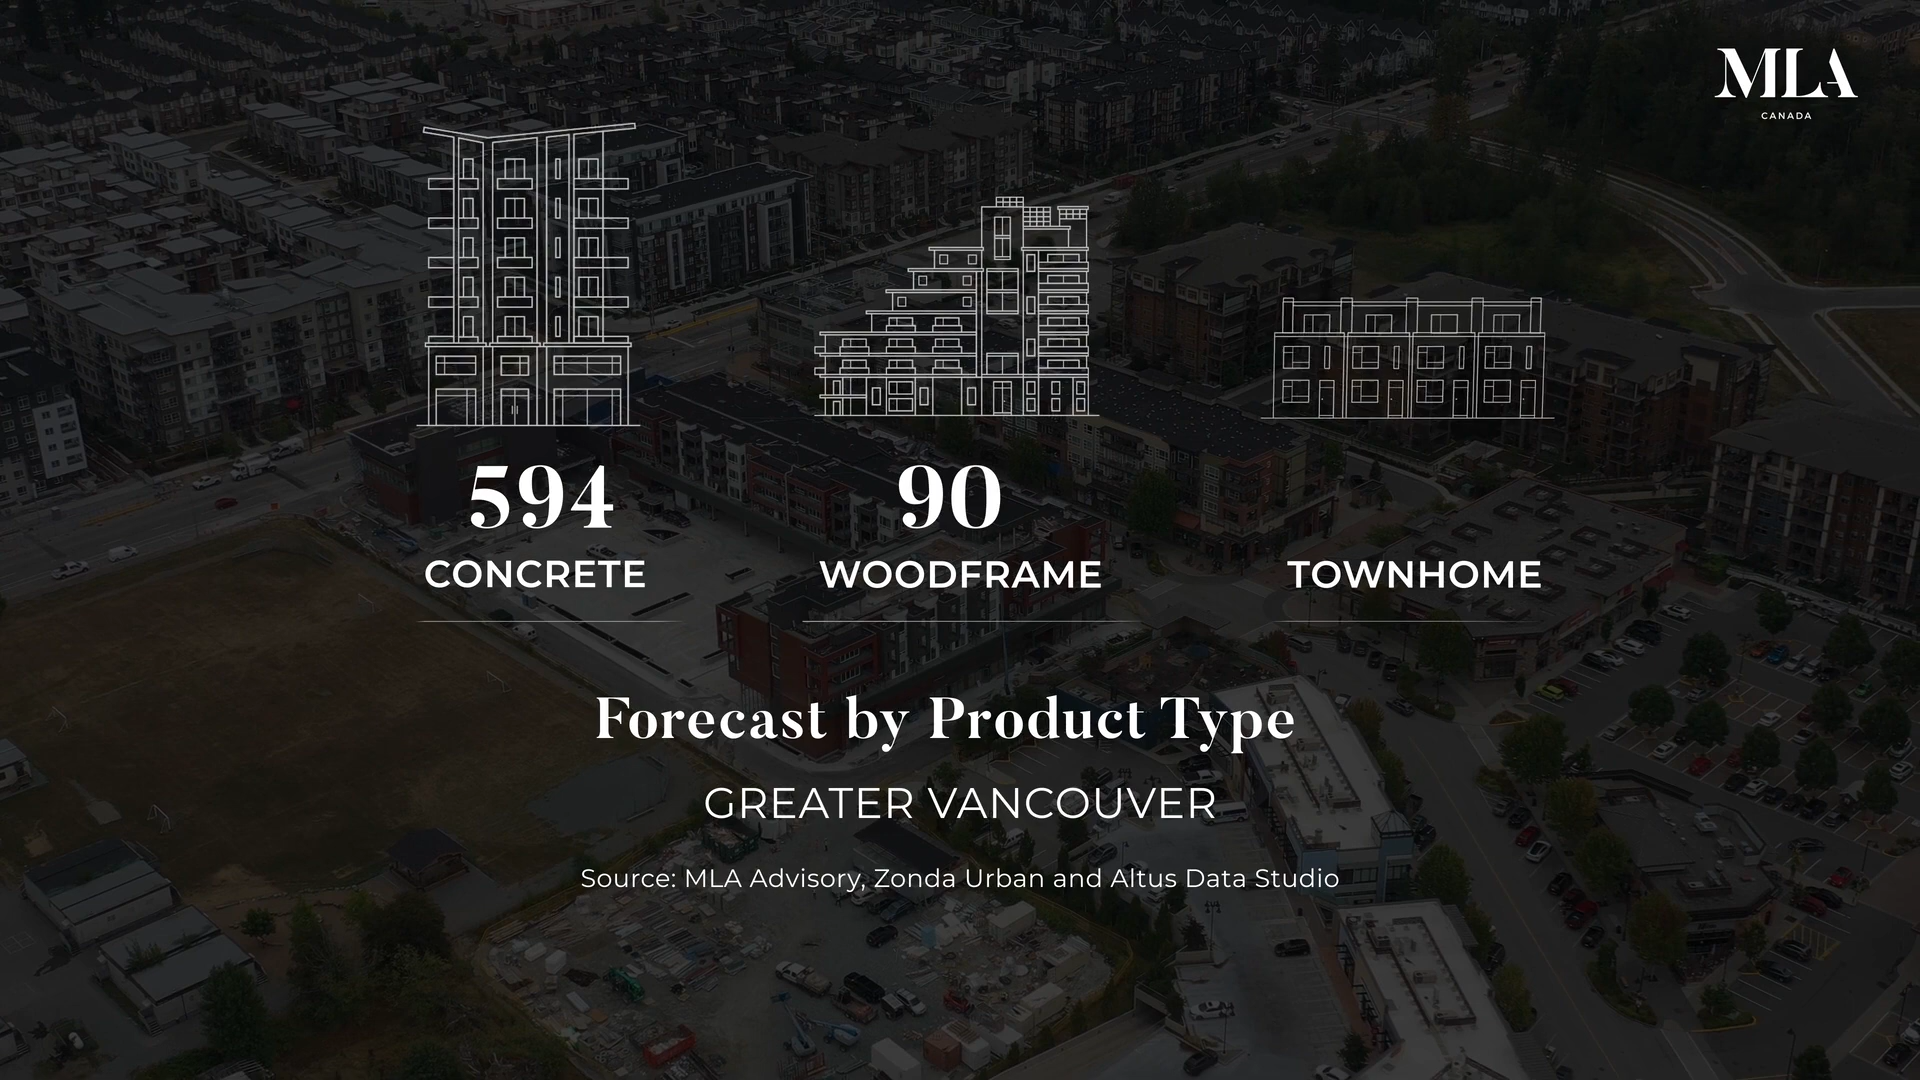 MLA
CANADA
594
CONCRETE
90
WOODFRAME
TOWNHOME
Forecast by Product Type
GREATER VANCOUVER
Source: MLA Advisory, Zonda Urban and Altus Data Studio